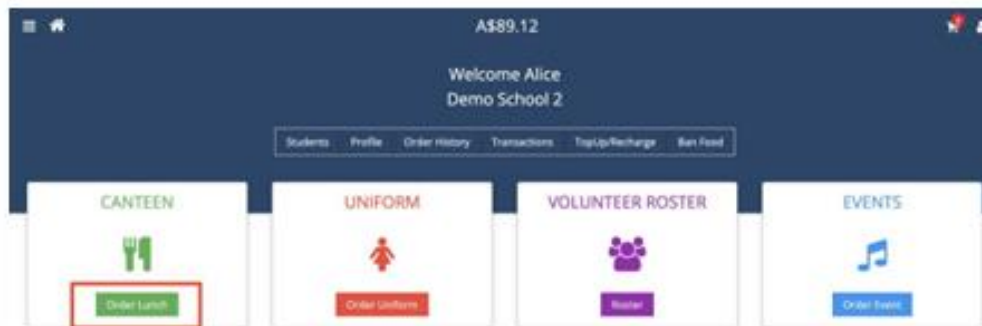 A$89.12
Welcome Alice
Demo School 2
Students Profile Order History Transactions TopUp/Recharge Ban Food
CANTEEN UNIFORM VOLUNTEER ROSTER EVENTS
Order Lunch Order Uniform Roster Order Event